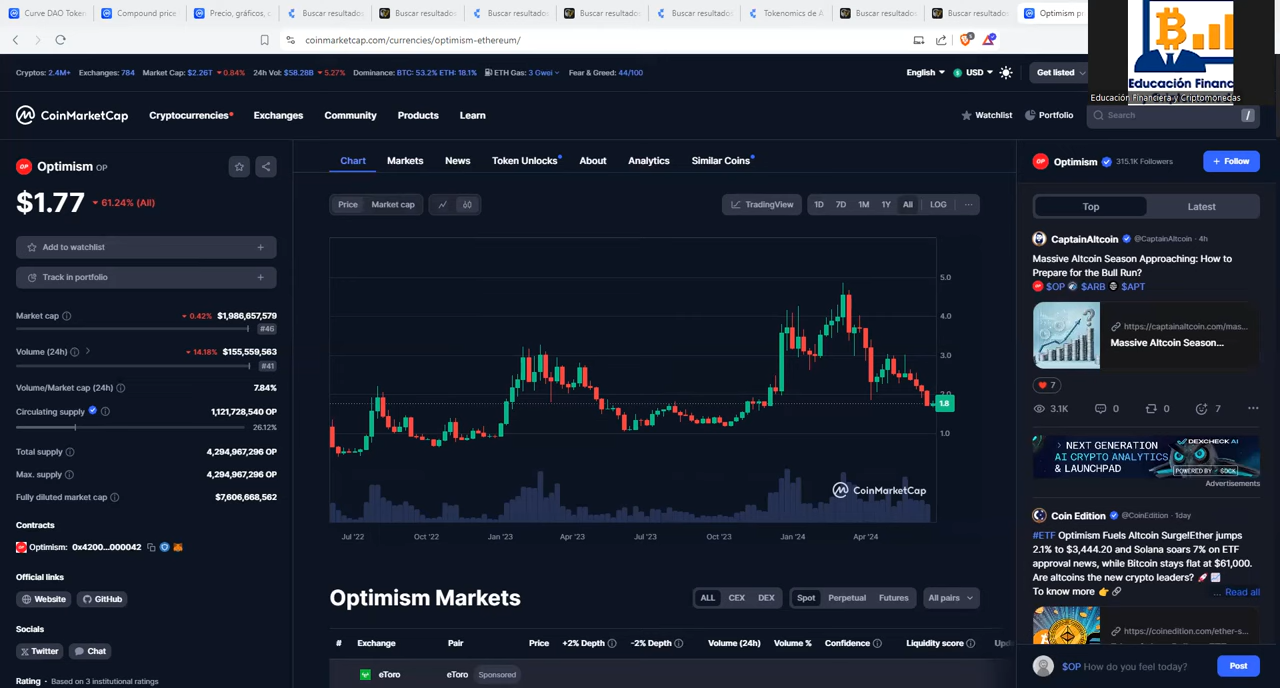 Curve DAO Toke
Compound price
Precio, gráficos, c
Buscar resultado
Buscar resultados
Buscar resultado
Buscar resultados
Buscar resultado
Tokenomics de A
Buscar resultados
Buscar resultados
Optimism p
coinmarketcap.com/currencies/optimism-ethereum/
Educación Financ
Educación Financiera y Criptomonedas
Cryptos: 2.4M+ Exchanges: 784 Market Cap: $2.26T 0.84% 24h Vol: $58.28B 5.27% Dominance: BTC: 53.2% ETH: 18.1% ETH Gas: 3 Gwei Fear & Greed: 44/100
English USD Get listed
CoinMarketCap Cryptocurrencies Exchanges Community Products Learn
Watchlist Portfolio Search /
Optimism OP
$1.77 61.24% (All)
Add to watchlist +
Track in portfolio +
Market cap 0.42% $1,986,657,579
#46
Volume (24h) 14.18% $155,559,563
#41
Volume/Market cap (24h) 7.84%
Circulating supply 1,121,728,540 OP
26.12%
Total supply 4,294,967,296 OP
Max. supply 4,294,967,296 OP
Fully diluted market cap $7,606,668,562
Contracts
Optimism: 0x4200...000042
Official links
Website GitHub
Socials
Twitter Chat
Rating · Based on 3 institutional ratings
Chart Markets News Token Unlocks About Analytics Similar Coins
Price Market cap
TradingView 1D 7D 1M 1Y All LOG ...
5.0
4.0
3.0
2.0
1.8
1.0
CoinMarketCap
Jul '22 Oct '22 Jan '23 Apr '23 Jul '23 Oct '23 Jan '24 Apr '24
Optimism Markets
ALL CEX DEX Spot Perpetual Futures All pairs
# Exchange Pair Price +2% Depth -2% Depth Volume (24h) Volume % Confidence Liquidity score Upd
eToro eToro Sponsored
OP Optimism 315.1K Followers + Follow
Top Latest
CaptainAltcoin @CaptainAltcoin · 4h
Massive Altcoin Season Approaching: How to
Prepare for the Bull Run?
$OP $ARB $APT
https://captainaltcoin.com/mas...
Massive Altcoin Season...
7
3.1K 0 0 7 ...
NEXT GENERATION
AI CRYPTO ANALYTICS
& LAUNCHPAD
DEXCHECK AI
POWERED BY $DCK
Advertisements
Coin Edition @CoinEdition · 1day
#ETF Optimism Fuels Altcoin Surge!Ether jumps
2.1% to $3,444.20 and Solana soars 7% on ETF
approval news, while Bitcoin stays flat at $61,000.
Are altcoins the new crypto leaders? 🚀 📈
To know more 👉 🔗 ... Read all
https://coinedition.com/ether-s...
$OP How do you feel today? Post